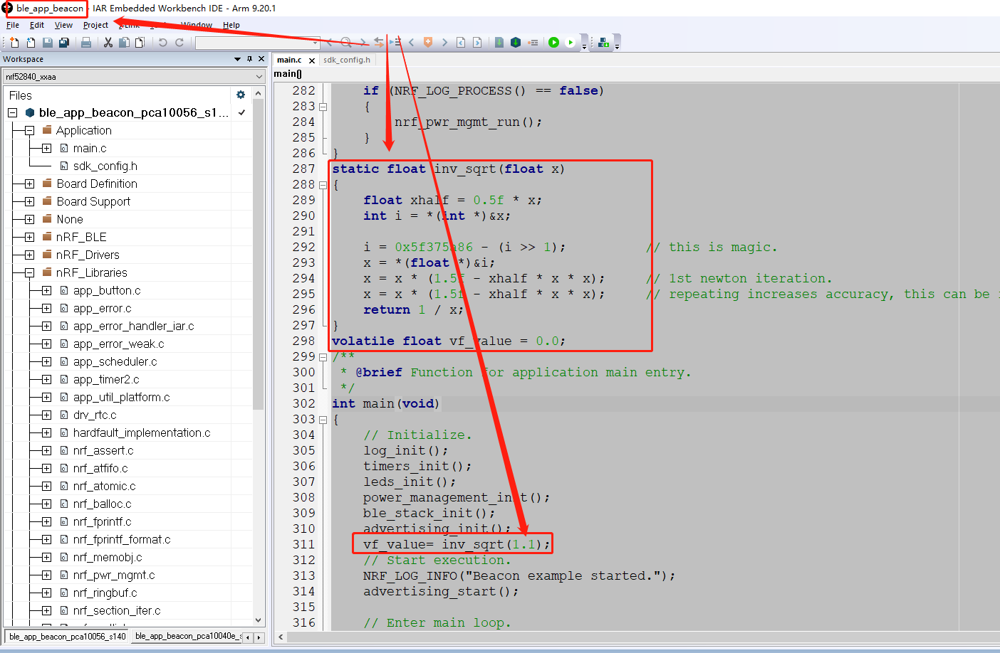 ble_app_beacon - IAR Embedded Workbench IDE - Arm 9.20.1
File Edit View Project Window Help
Workspace
nrf52840_xxaa
Files
ble_app_beacon_pca10056_s1...
Application
main.c
sdk_config.h
Board Definition
Board Support
None
nRF_BLE
nRF_Drivers
nRF_Libraries
app_button.c
app_error.c
app_error_handler_iar.c
app_error_weak.c
app_scheduler.c
app_timer2.c
app_util_platform.c
drv_rtc.c
hardfault_implementation.c
nrf_assert.c
nrf_atfifo.c
nrf_atomic.c
nrf_balloc.c
nrf_fprintf.c
nrf_fprintf_format.c
nrf_memobj.c
nrf_pwr_mgmt.c
nrf_ringbuf.c
nrf_section_iter.c
ble_app_beacon_pca10056_s140 ble_app_beacon_pca10040e_s
main.c sdk_config.h
main()
282 if (NRF_LOG_PROCESS() == false)
283 {
284 nrf_pwr_mgmt_run();
285 }
286 }
287 static float inv_sqrt(float x)
288 {
289 float xhalf = 0.5f * x;
290 int i = *(int *)&x;
291
292 i = 0x5f375a86 - (i >> 1); // this is magic.
293 x = *(float *)&i;
294 x = x * (1.5f - xhalf * x * x); // 1st newton iteration.
295 x = x * (1.5f - xhalf * x * x); // repeating increases accuracy, this can be
296 return 1 / x;
297 }
298 volatile float vf_value = 0.0;
299 /**
300 * @brief Function for application main entry.
301 */
302 int main(void)
303 {
304 // Initialize.
305 log_init();
306 timers_init();
307 leds_init();
308 power_management_init();
309 ble_stack_init();
310 advertising_init();
311 vf_value= inv_sqrt(1.1);
312 // Start execution.
313 NRF_LOG_INFO("Beacon example started.");
314 advertising_start();
315
316 // Enter main loop.